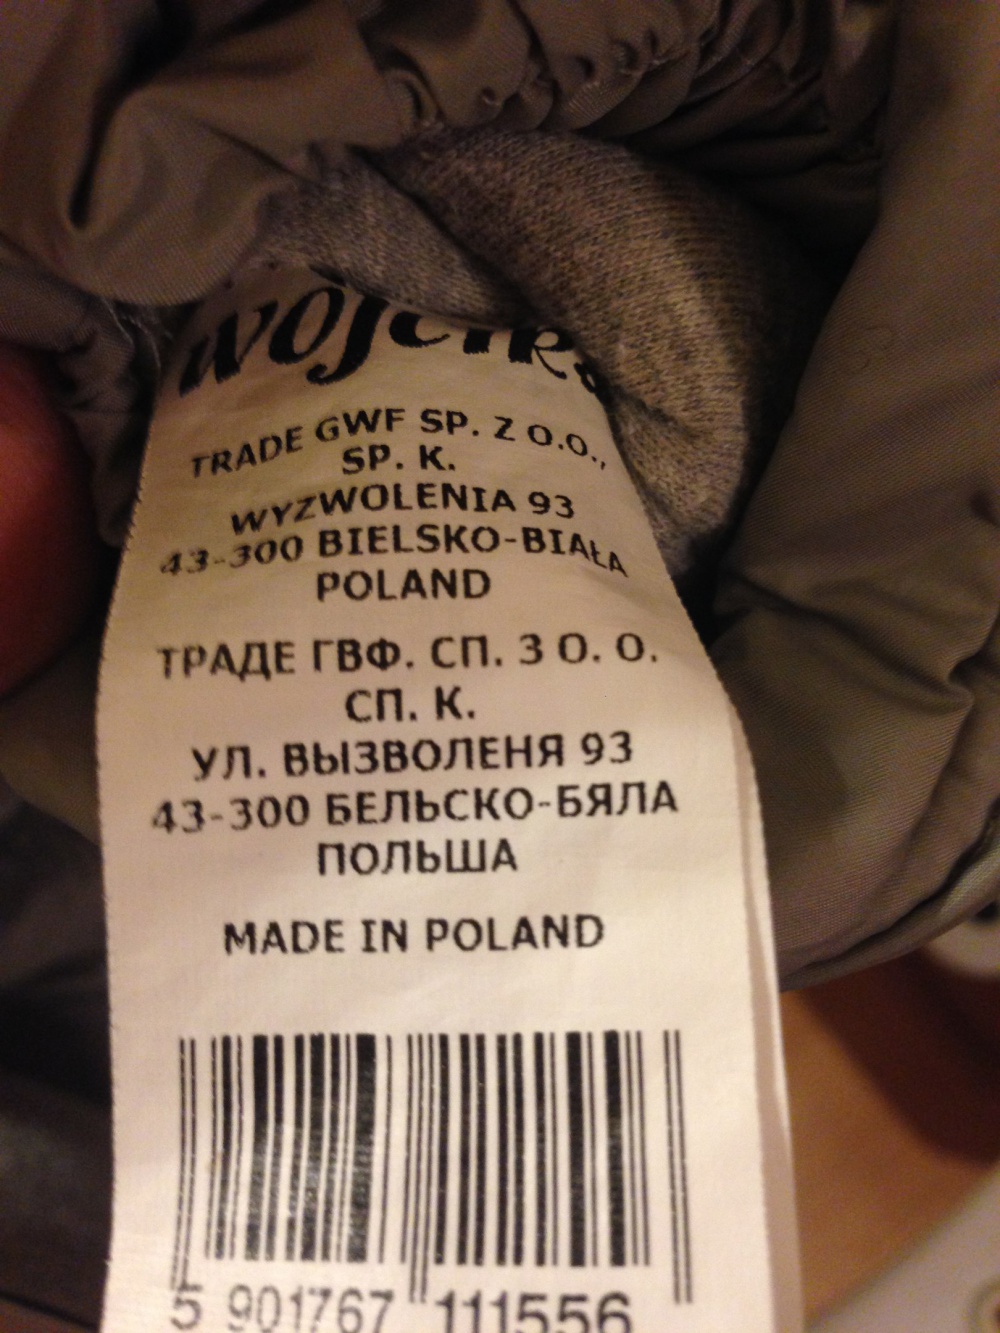 wójcik
TRADE GWF SP. Z O.O.,
SP. K.
WYZWOLENIA 93
43-300 BIELSKO-BIAŁA
POLAND
ТРАДЕ ГВФ. СП. З О. О.
СП. К.
УЛ. ВЫЗВОЛЕНЯ 93
43-300 БЕЛЬСКО-БЯЛА
ПОЛЬША
MADE IN POLAND
5 901767 111556